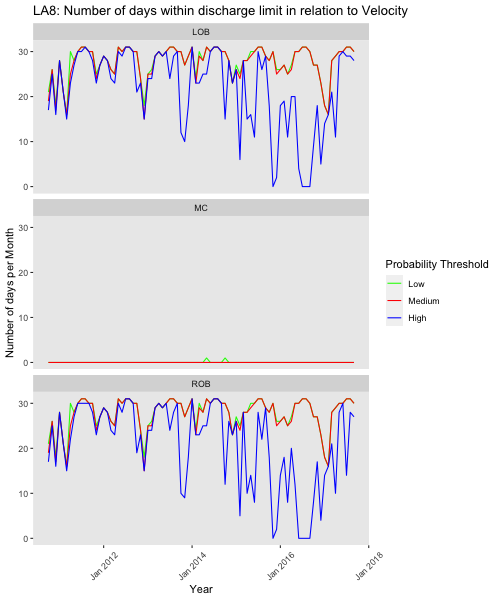 LA8: Number of days within discharge limit in relation to Velocity
LOB
30
20
10
0
MC
30
20
10
0
ROB
30
20
10
0
Number of days per Month
Jan 2012
Jan 2014
Jan 2016
Jan 2018
Year
Probability Threshold
Low
Medium
High